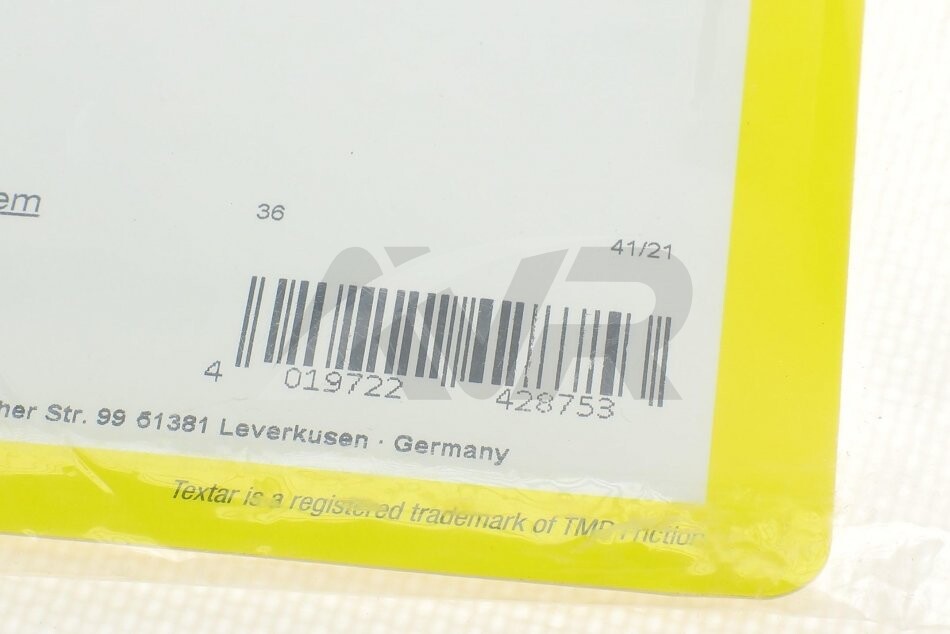 em
36
41/21
4 019722 428753
her Str. 99 51381 Leverkusen · Germany
Textar is a registered trademark of TMD Friction